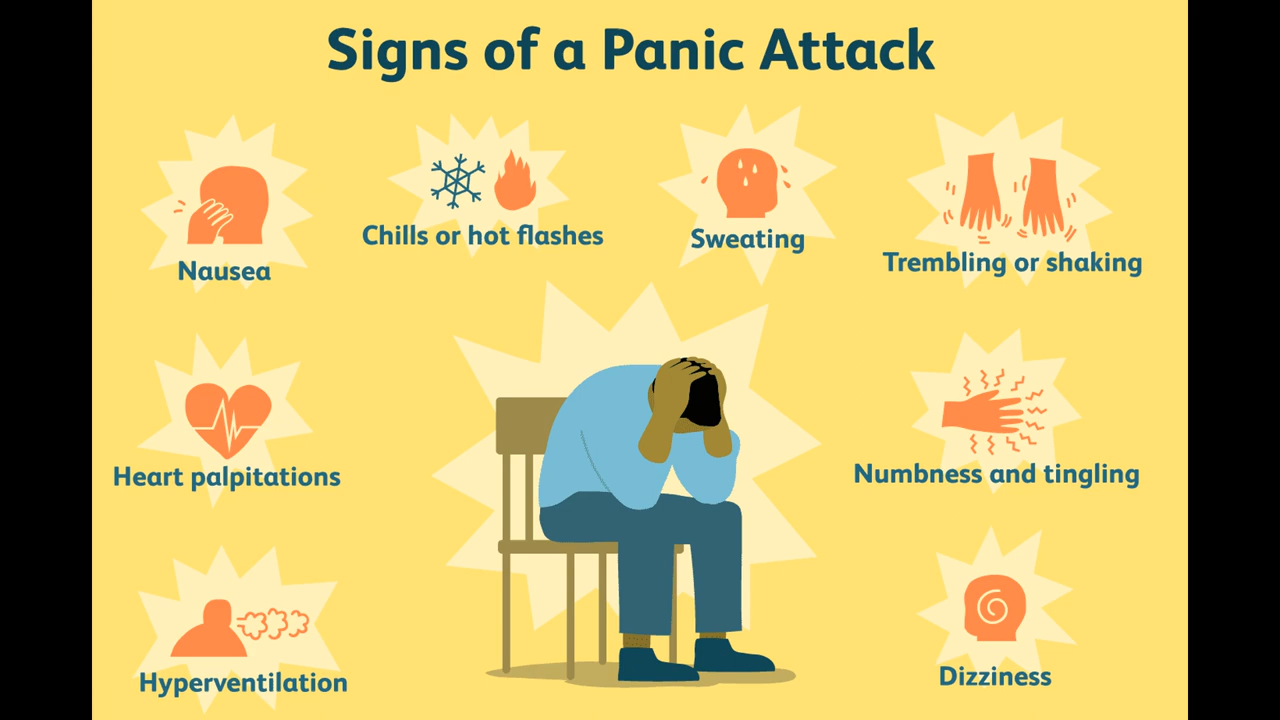 Signs of a Panic Attack
Nausea
Chills or hot flashes
Sweating
Trembling or shaking
Heart palpitations
Numbness and tingling
Hyperventilation
Dizziness